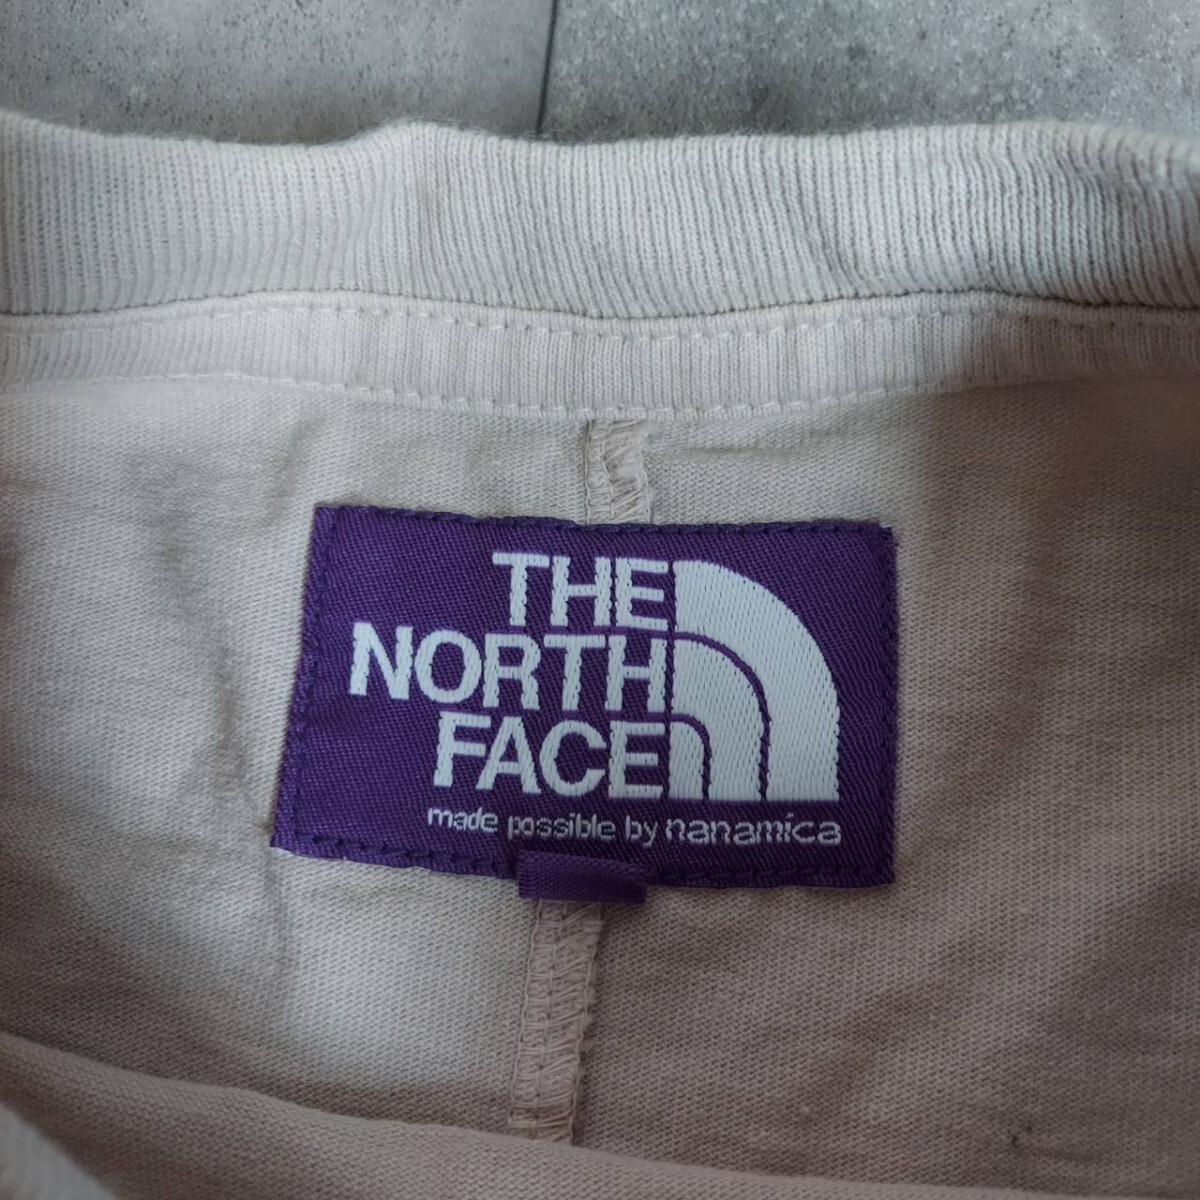 THE
NORTH
FACE
made possible by nanamica